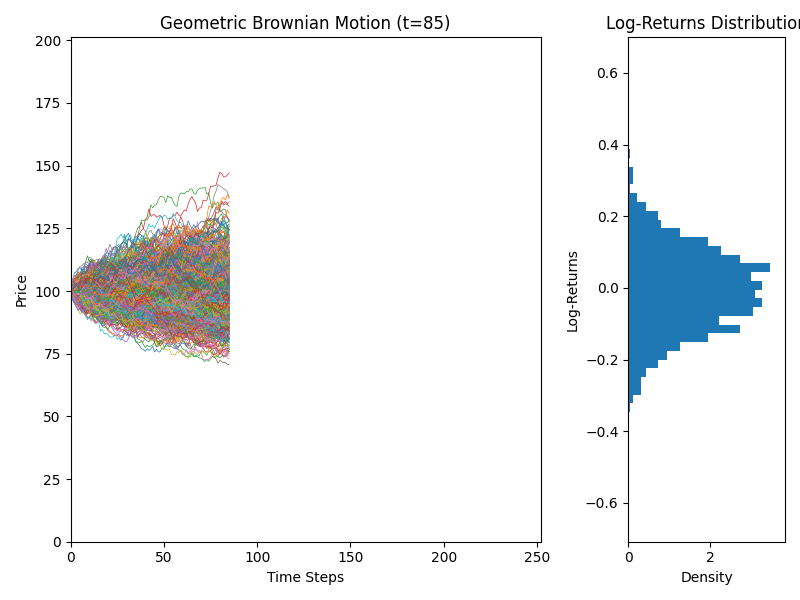 Geometric Brownian Motion (t=85)
Log-Returns Distribution
200
175
150
125
100
75
50
25
0
Price
0 50 100 150 200 250
Time Steps
0.6
0.4
0.2
0.0
−0.2
−0.4
−0.6
Log-Returns
0 2
Density